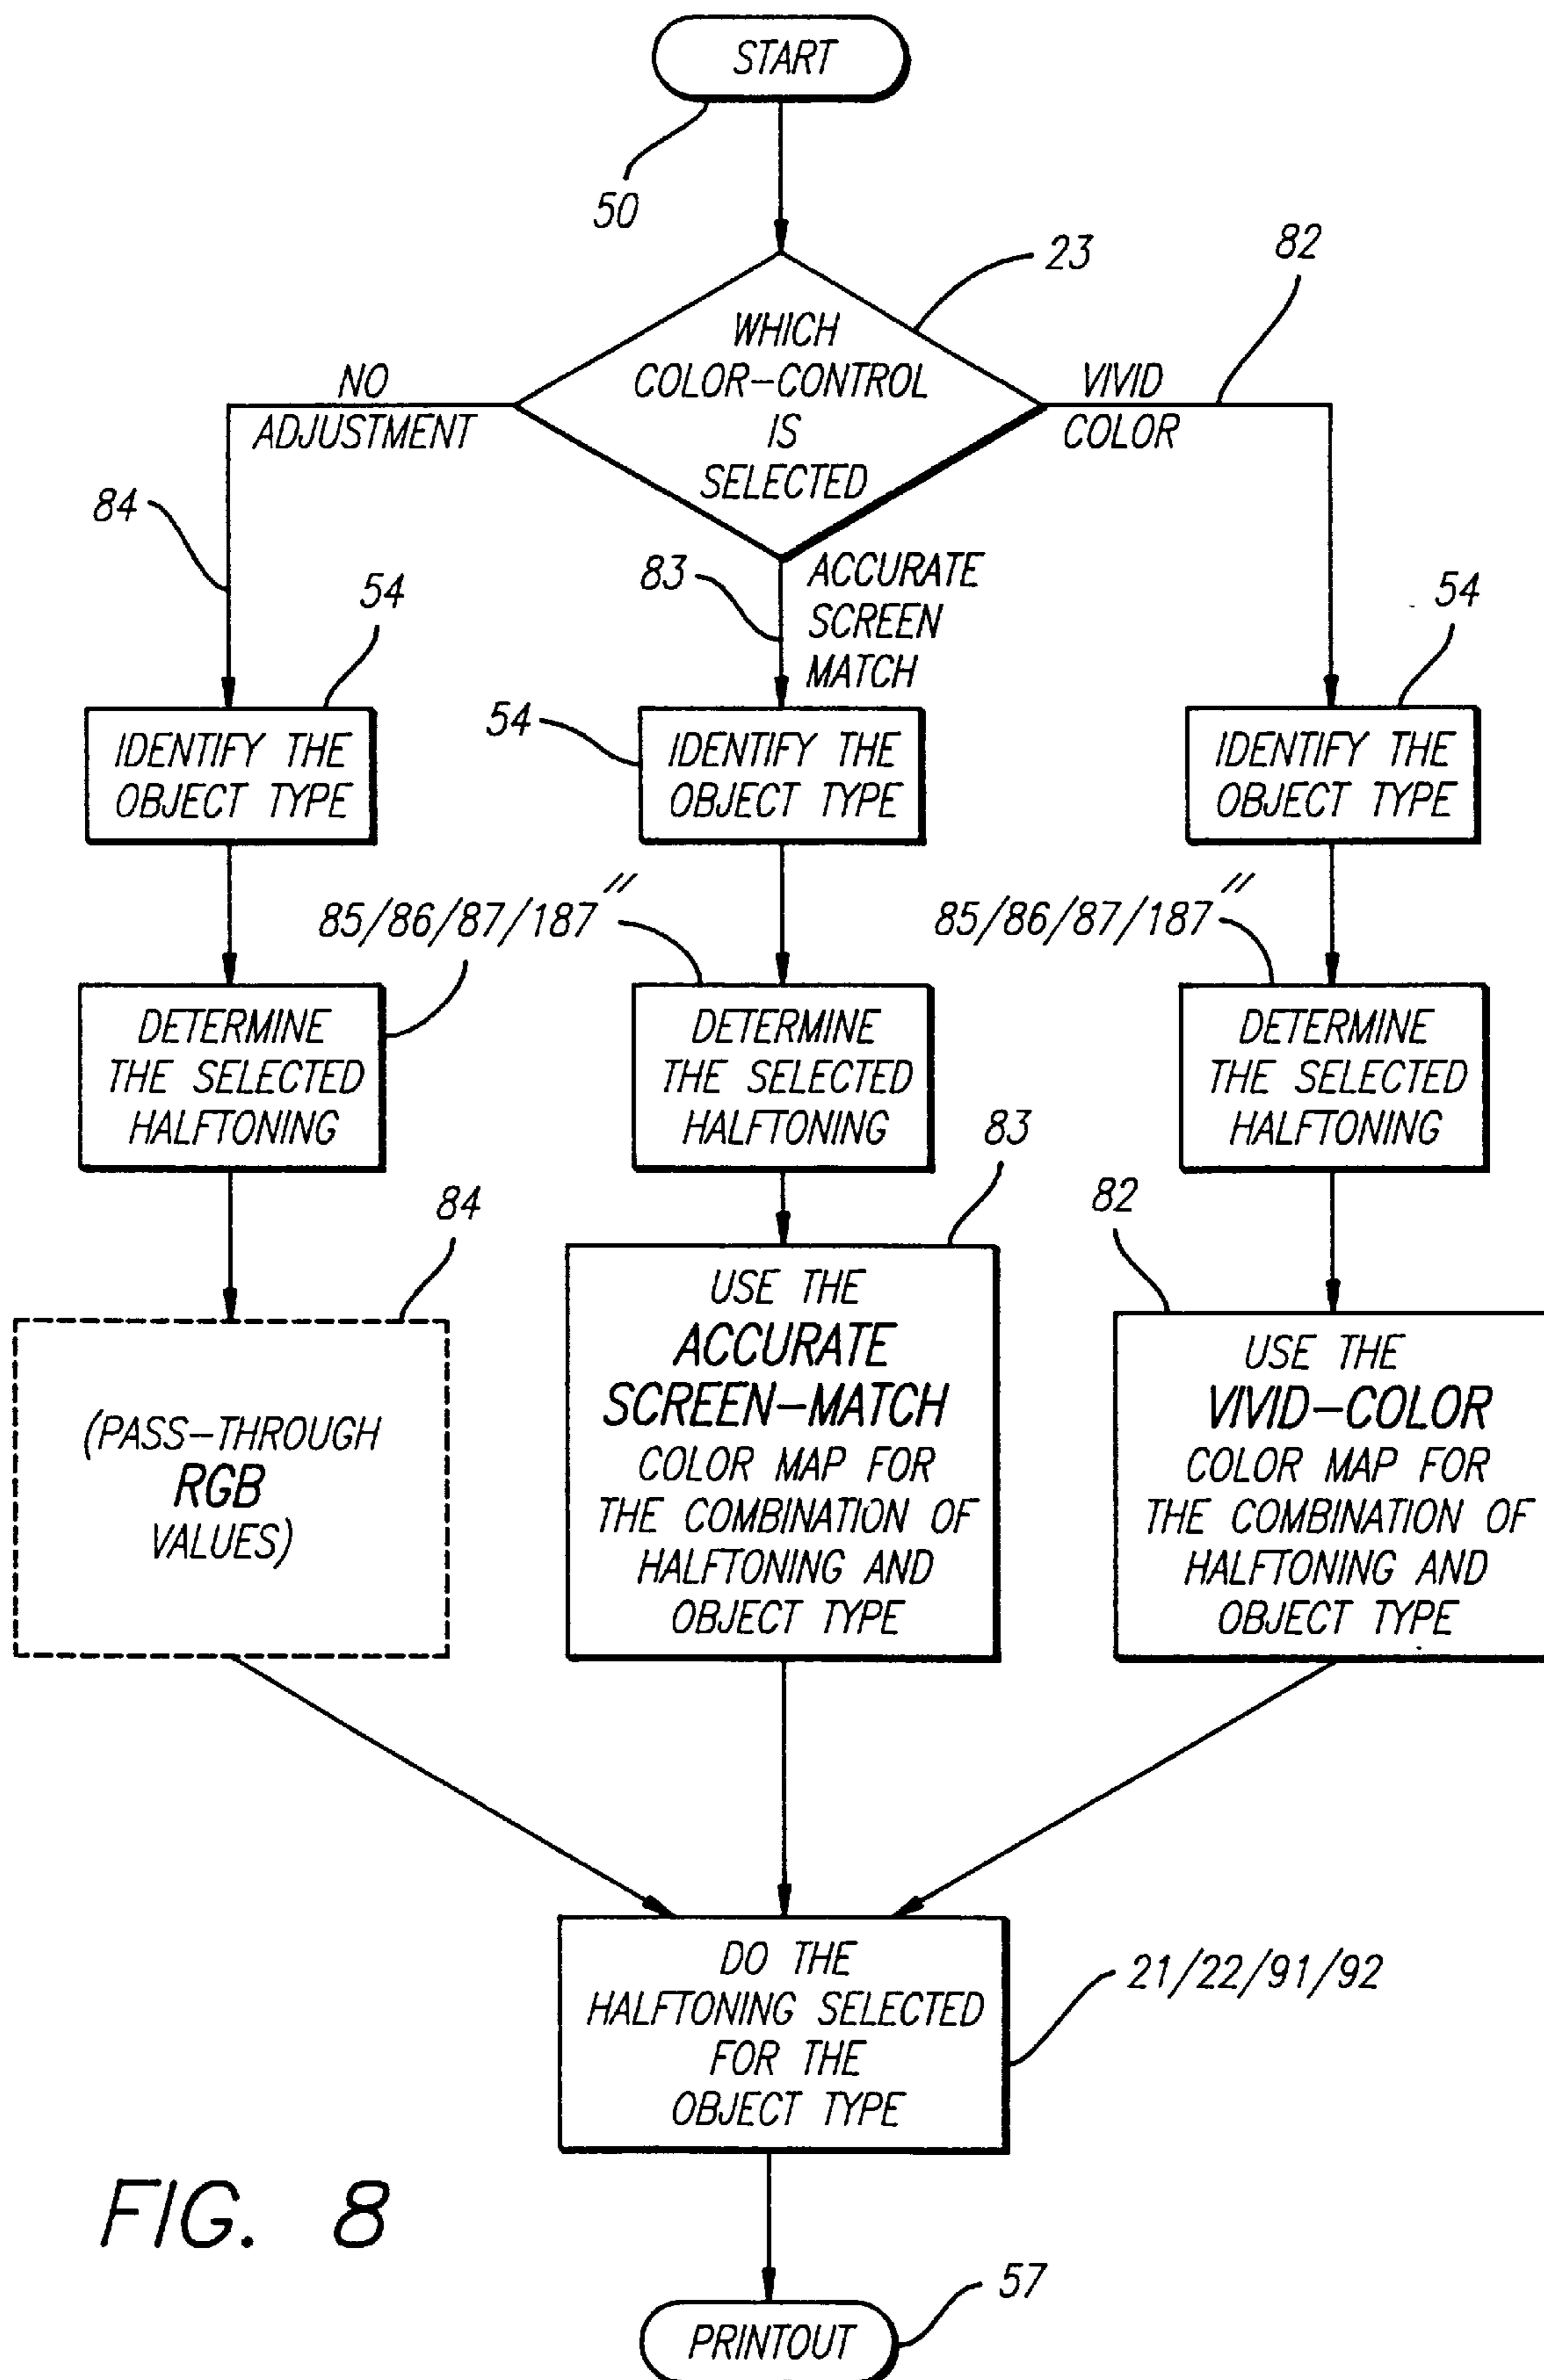 START
50
23
82
WHICH
COLOR-CONTROL
IS
SELECTED
NO
ADJUSTMENT
VIVID
COLOR
84
83
ACCURATE
SCREEN
MATCH
54
54
54
IDENTIFY THE
OBJECT TYPE
IDENTIFY THE
OBJECT TYPE
IDENTIFY THE
OBJECT TYPE
85/86/87/187″
85/86/87/187″
DETERMINE
THE SELECTED
HALFTONING
DETERMINE
THE SELECTED
HALFTONING
DETERMINE
THE SELECTED
HALFTONING
84
83
82
(PASS-THROUGH
RGB
VALUES)
USE THE
ACCURATE
SCREEN-MATCH
COLOR MAP FOR
THE COMBINATION OF
HALFTONING AND
OBJECT TYPE
USE THE
VIVID-COLOR
COLOR MAP FOR
THE COMBINATION OF
HALFTONING AND
OBJECT TYPE
DO THE
HALFTONING SELECTED
FOR THE
OBJECT TYPE
21/22/91/92
FIG. 8
57
PRINTOUT